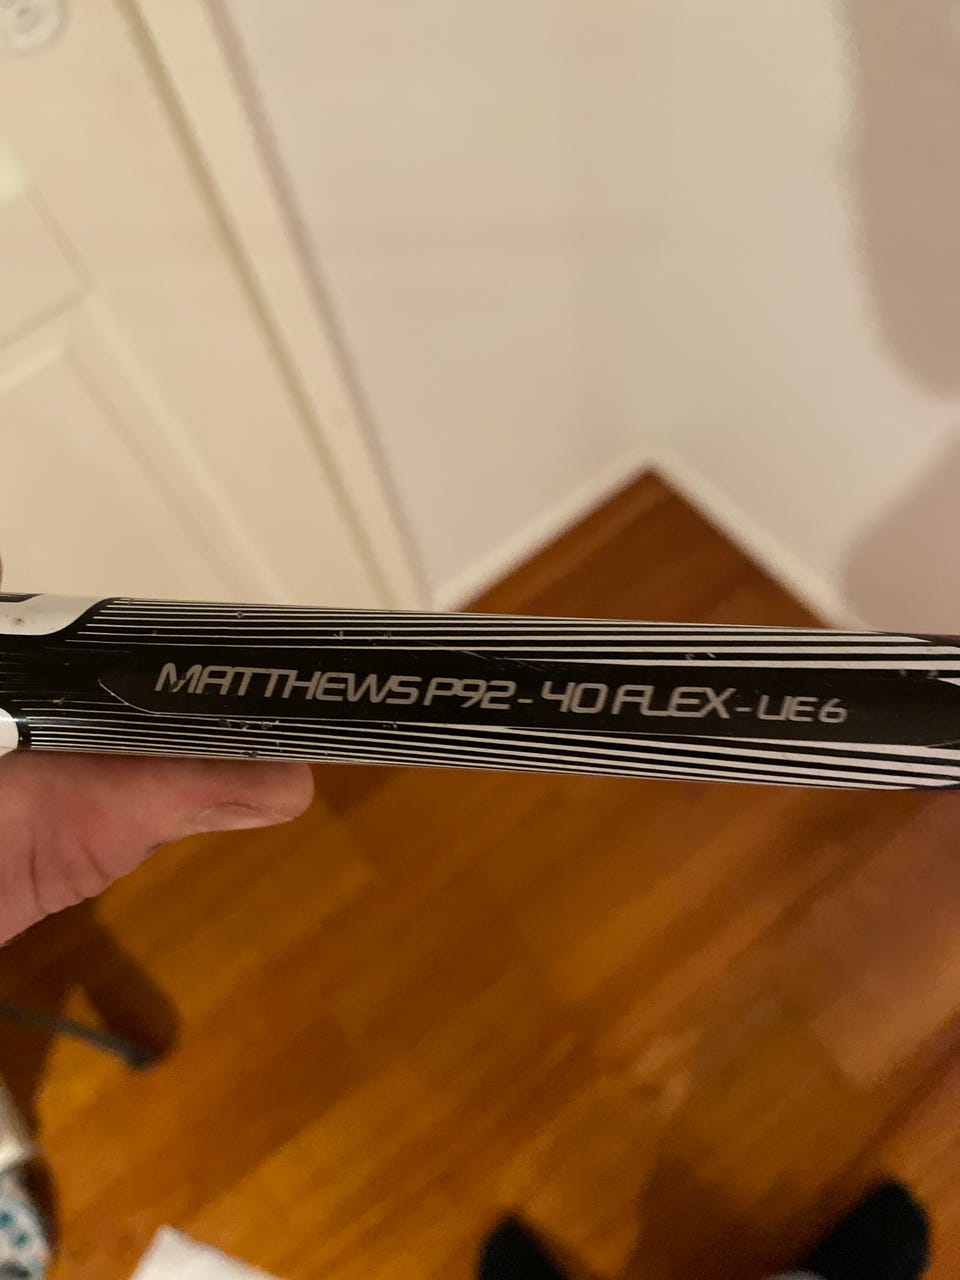 MATTHEWS P92 - 40 FLEX - UE6